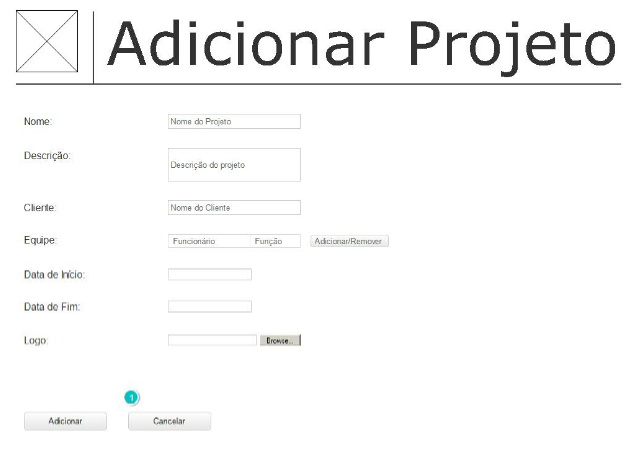 Adicionar Projeto
Nome: Nome do Projeto
Descrição: Descrição do projeto
Cliente: Nome do Cliente
Equipe: Funcionário Função Adicionar/Remover
Data de Início:
Data de Fim:
Logo: Browse...
1
Adicionar Cancelar